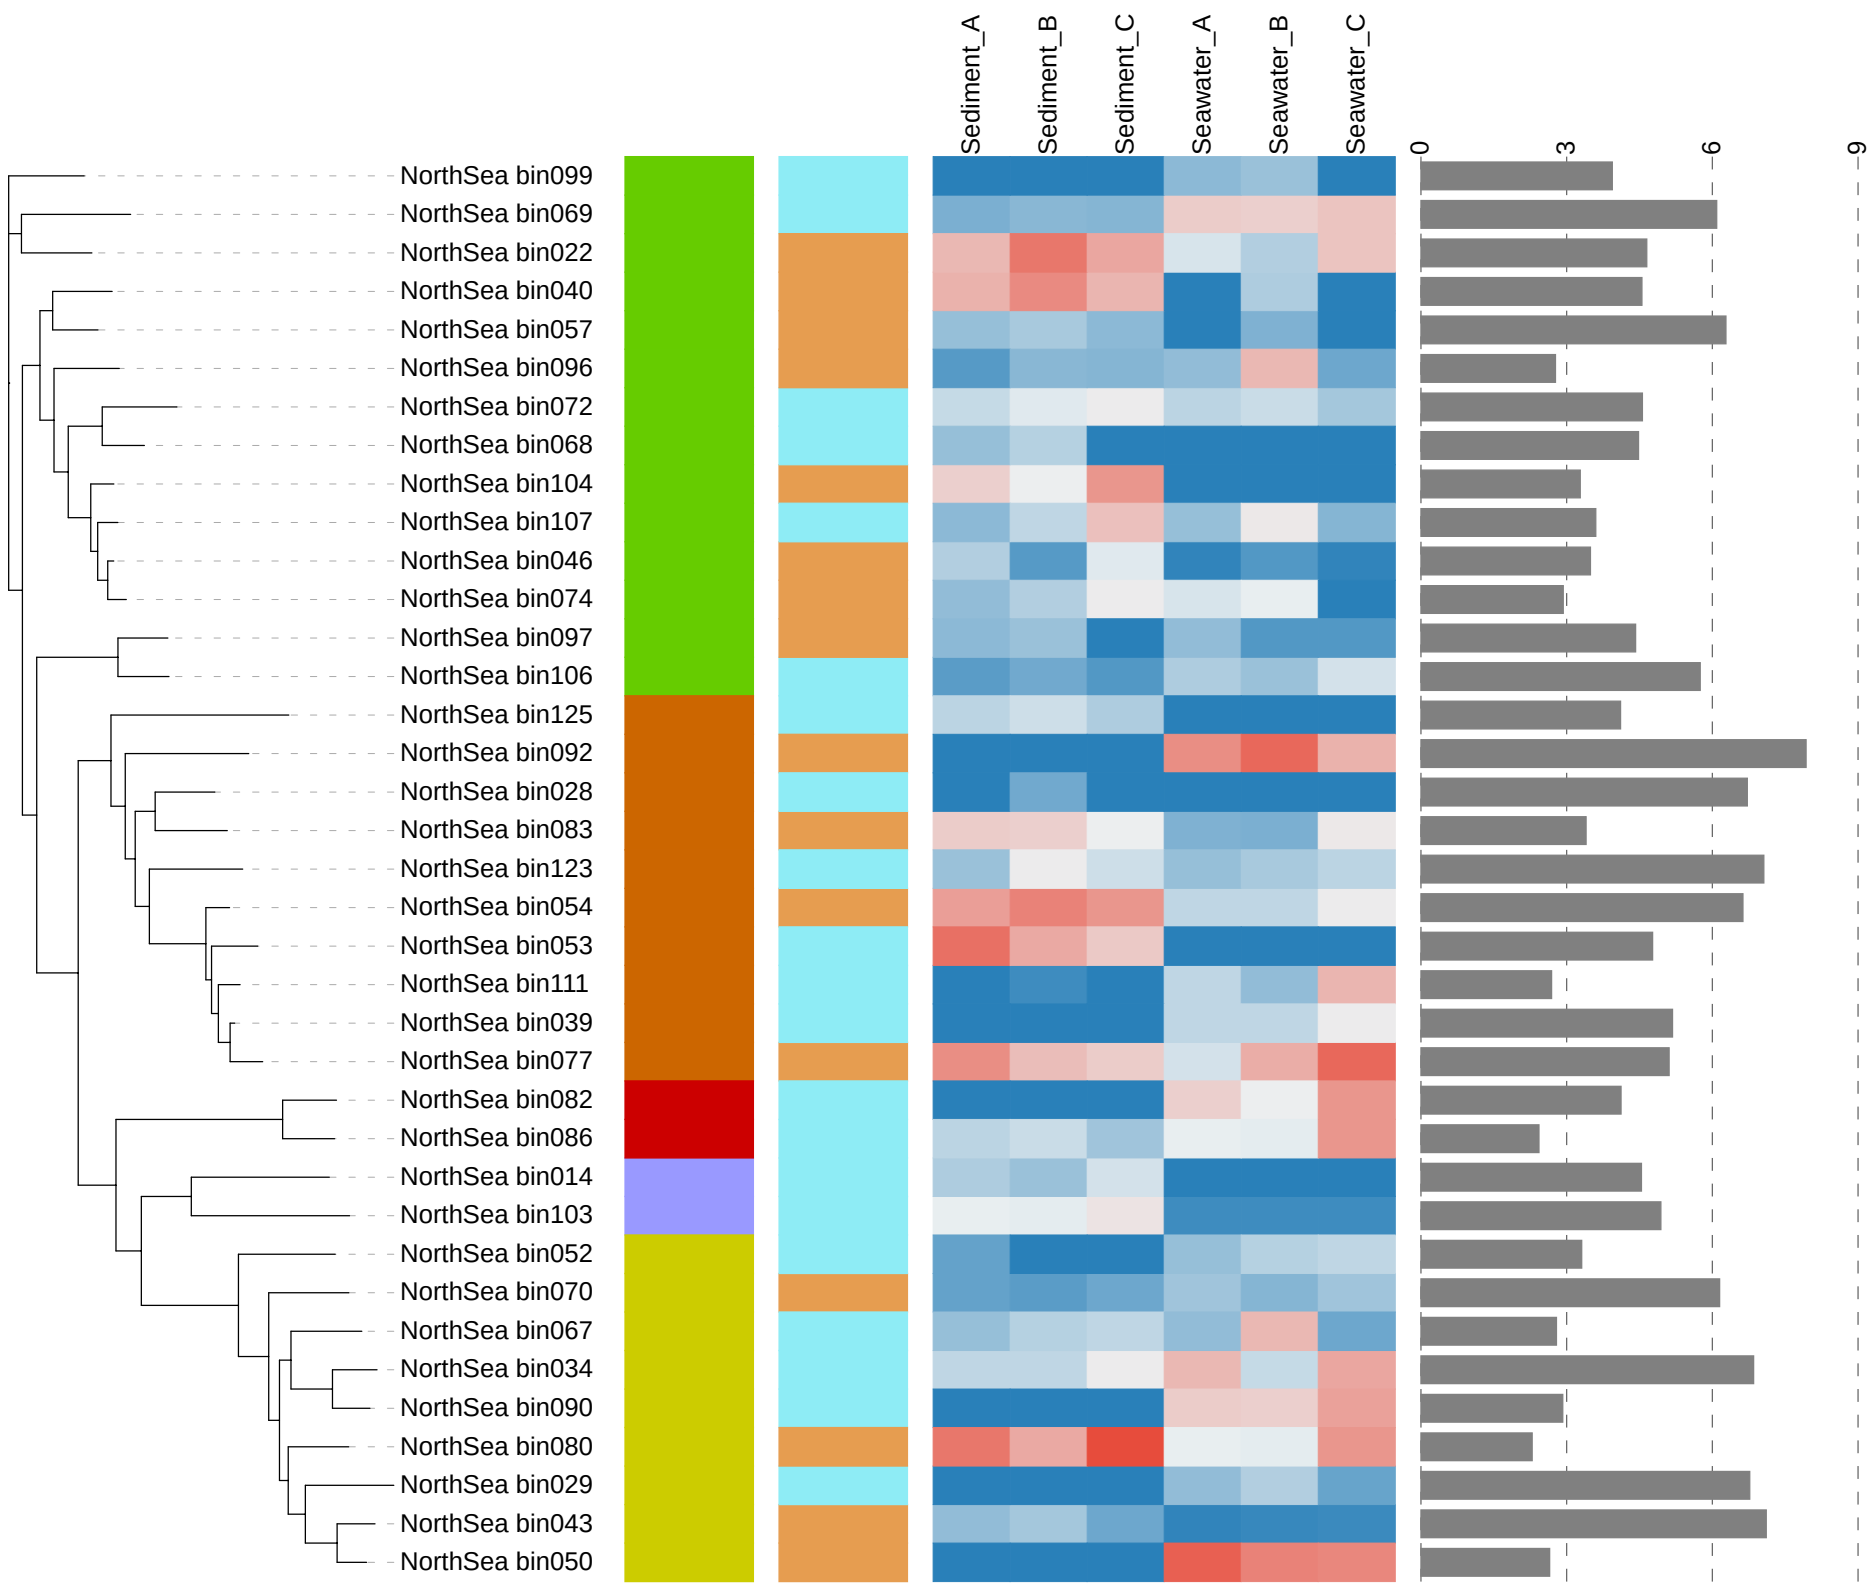 Sediment_A
Sediment_B
Sediment_C
Seawater_A
Seawater_B
Seawater_C
0
3
6
9
NorthSea bin099
NorthSea bin069
NorthSea bin022
NorthSea bin040
NorthSea bin057
NorthSea bin096
NorthSea bin072
NorthSea bin068
NorthSea bin104
NorthSea bin107
NorthSea bin046
NorthSea bin074
NorthSea bin097
NorthSea bin106
NorthSea bin125
NorthSea bin092
NorthSea bin028
NorthSea bin083
NorthSea bin123
NorthSea bin054
NorthSea bin053
NorthSea bin111
NorthSea bin039
NorthSea bin077
NorthSea bin082
NorthSea bin086
NorthSea bin014
NorthSea bin103
NorthSea bin052
NorthSea bin070
NorthSea bin067
NorthSea bin034
NorthSea bin090
NorthSea bin080
NorthSea bin029
NorthSea bin043
NorthSea bin050